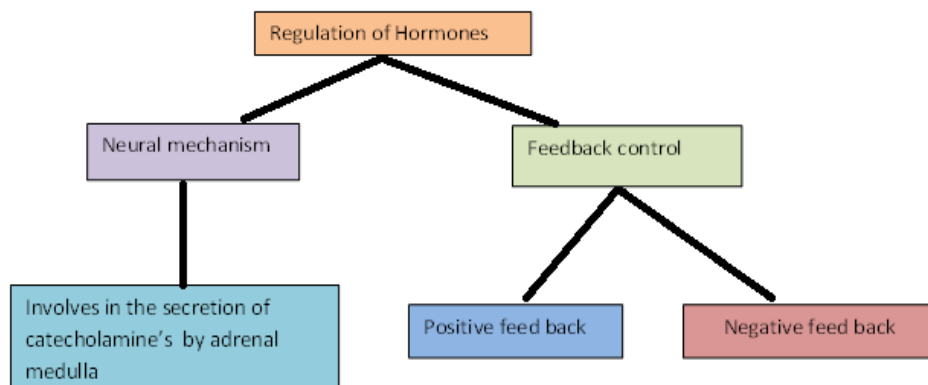 Regulation of Hormones
Neural mechanism
Feedback control
Involves in the secretion of
catecholamine's by adrenal
medulla
Positive feed back
Negative feed back